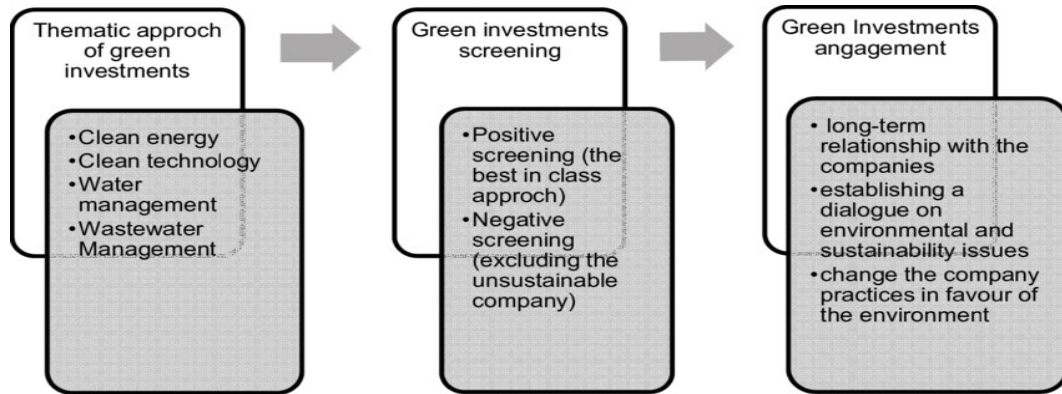 Thematic approch
of green
investments
•Clean energy
•Clean technology
•Water
management
•Wastewater
Management
Green investments
screening
•Positive
screening (the
best in class
approch)
•Negative
screening
(excluding the
unsustainable
company)
Green Investments
angagement
• long-term
relationship with the
companies
•establishing a
dialogue on
environmental and
sustainability issues
•change the company
practices in favour of
the environment